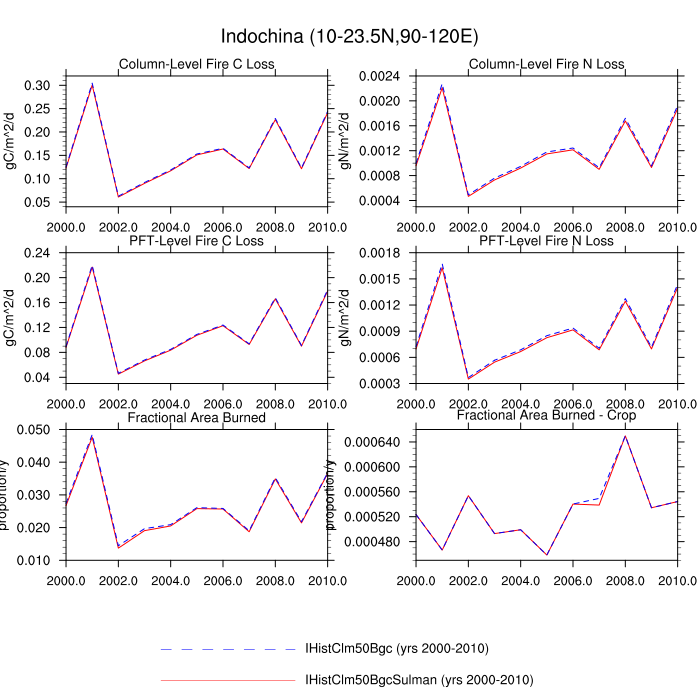 Indochina (10-23.5N,90-120E)
Column-Level Fire C Loss
gC/m^2/d
0.30
0.25
0.20
0.15
0.10
0.05
2000.0 2002.0 2004.0 2006.0 2008.0 2010.0
Column-Level Fire N Loss
gN/m^2/d
0.0024
0.0020
0.0016
0.0012
0.0008
0.0004
2000.0 2002.0 2004.0 2006.0 2008.0 2010.0
PFT-Level Fire C Loss
gC/m^2/d
0.24
0.20
0.16
0.12
0.08
0.04
2000.0 2002.0 2004.0 2006.0 2008.0 2010.0
PFT-Level Fire N Loss
gN/m^2/d
0.0018
0.0015
0.0012
0.0009
0.0006
0.0003
2000.0 2002.0 2004.0 2006.0 2008.0 2010.0
Fractional Area Burned
proportion/y
0.050
0.040
0.030
0.020
0.010
2000.0 2002.0 2004.0 2006.0 2008.0 2010.0
Fractional Area Burned - Crop
proportion/y
0.000640
0.000600
0.000560
0.000520
0.000480
2000.0 2002.0 2004.0 2006.0 2008.0 2010.0
IHistClm50Bgc (yrs 2000-2010)
IHistClm50BgcSulman (yrs 2000-2010)